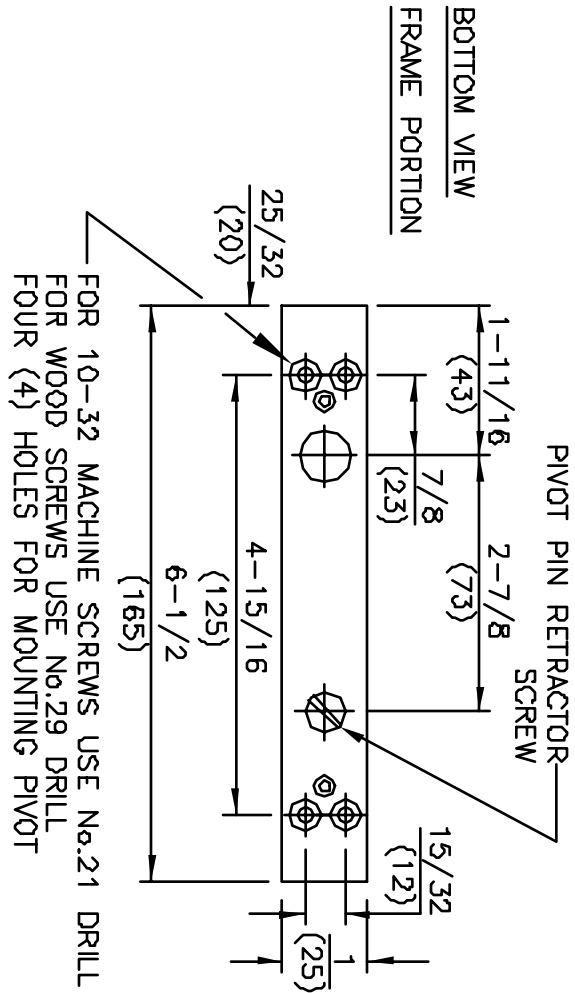 BOTTOM VIEW
FRAME PORTION
PIVOT PIN RETRACTOR
SCREW
1-11/16
(43)
2-7/8
(73)
7/8
(23)
15/32
(12)
25/32
(20)
1
(25)
4-15/16
(125)
6-1/2
(165)
FOR 10-32 MACHINE SCREWS USE No.21 DRILL
FOR WOOD SCREWS USE No.29 DRILL
FOUR (4) HOLES FOR MOUNTING PIVOT